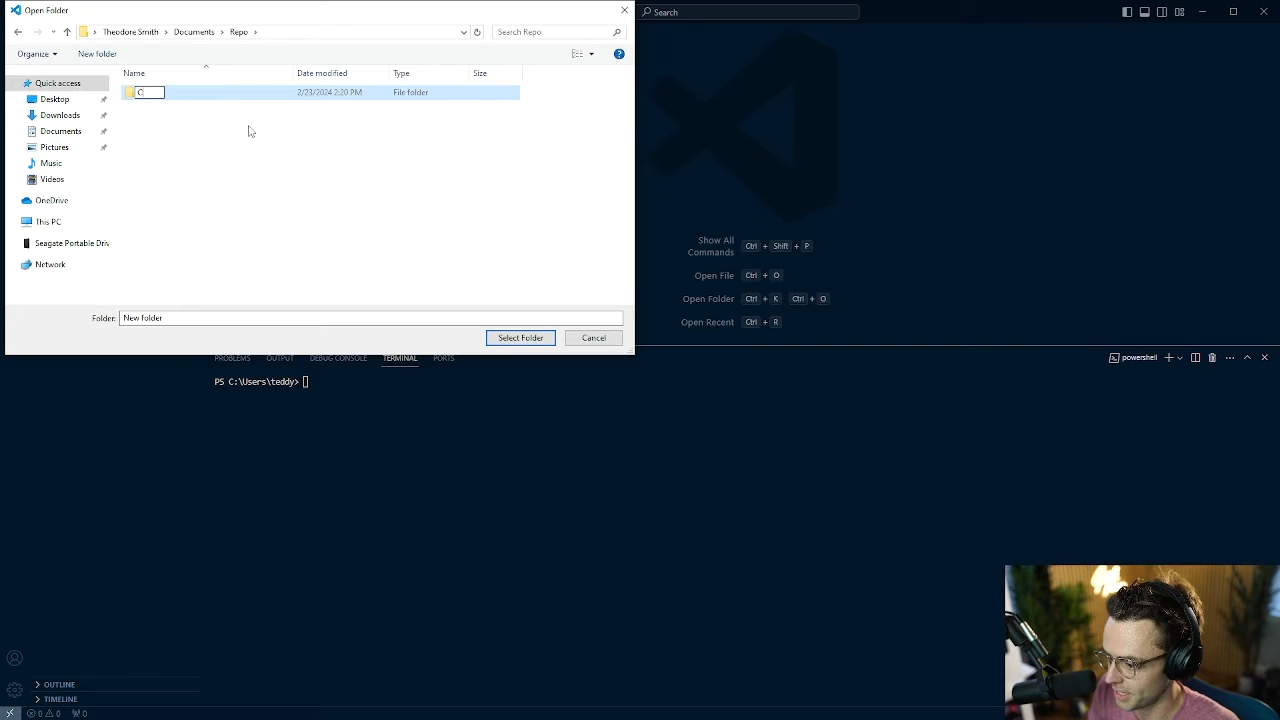 Open Folder
Search
Theodore Smith > Documents > Repo >
Search Repo
Organize
New folder
Name
Date modified
Type
Size
Quick access
C
2/23/2024 2:20 PM
File folder
Desktop
Downloads
Documents
Pictures
Music
Videos
OneDrive
This PC
Seagate Portable Driv
Network
Folder: New folder
Select Folder
Cancel
Show All Commands Ctrl + Shift + P
Open File Ctrl + O
Open Folder Ctrl + K Ctrl + O
Open Recent Ctrl + R
PROBLEMS OUTPUT DEBUG CONSOLE TERMINAL PORTS
powershell
PS C:\Users\teddy>
OUTLINE
TIMELINE
0 0 0